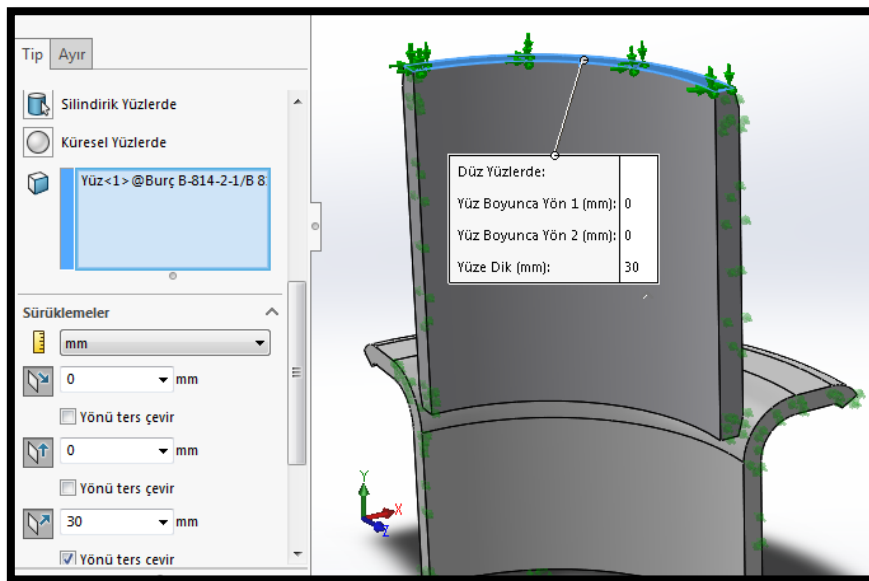 Tip Ayır
Silindirik Yüzlerde
Küresel Yüzlerde
Yüz<1>@Burç B-814-2-1/B 8
Sürüklemeler
mm
0 mm
Yönü ters çevir
0 mm
Yönü ters çevir
30 mm
Yönü ters çevir
Düz Yüzlerde:
Yüz Boyunca Yön 1 (mm): 0
Yüz Boyunca Yön 2 (mm): 0
Yüze Dik (mm): 30
Y
X
Z